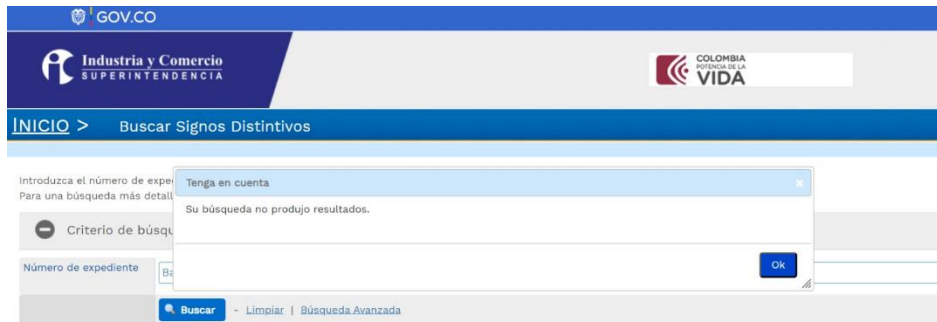 GOV.CO
Industria y Comercio
SUPERINTENDENCIA
COLOMBIA
POTENCIA DE LA
VIDA
INICIO > Buscar Signos Distintivos
Introduzca el número de expe
Para una búsqueda más detall
Tenga en cuenta
Su búsqueda no produjo resultados.
Ok
Criterio de búsqu
Número de expediente
Ba
Buscar - Limpiar | Búsqueda Avanzada